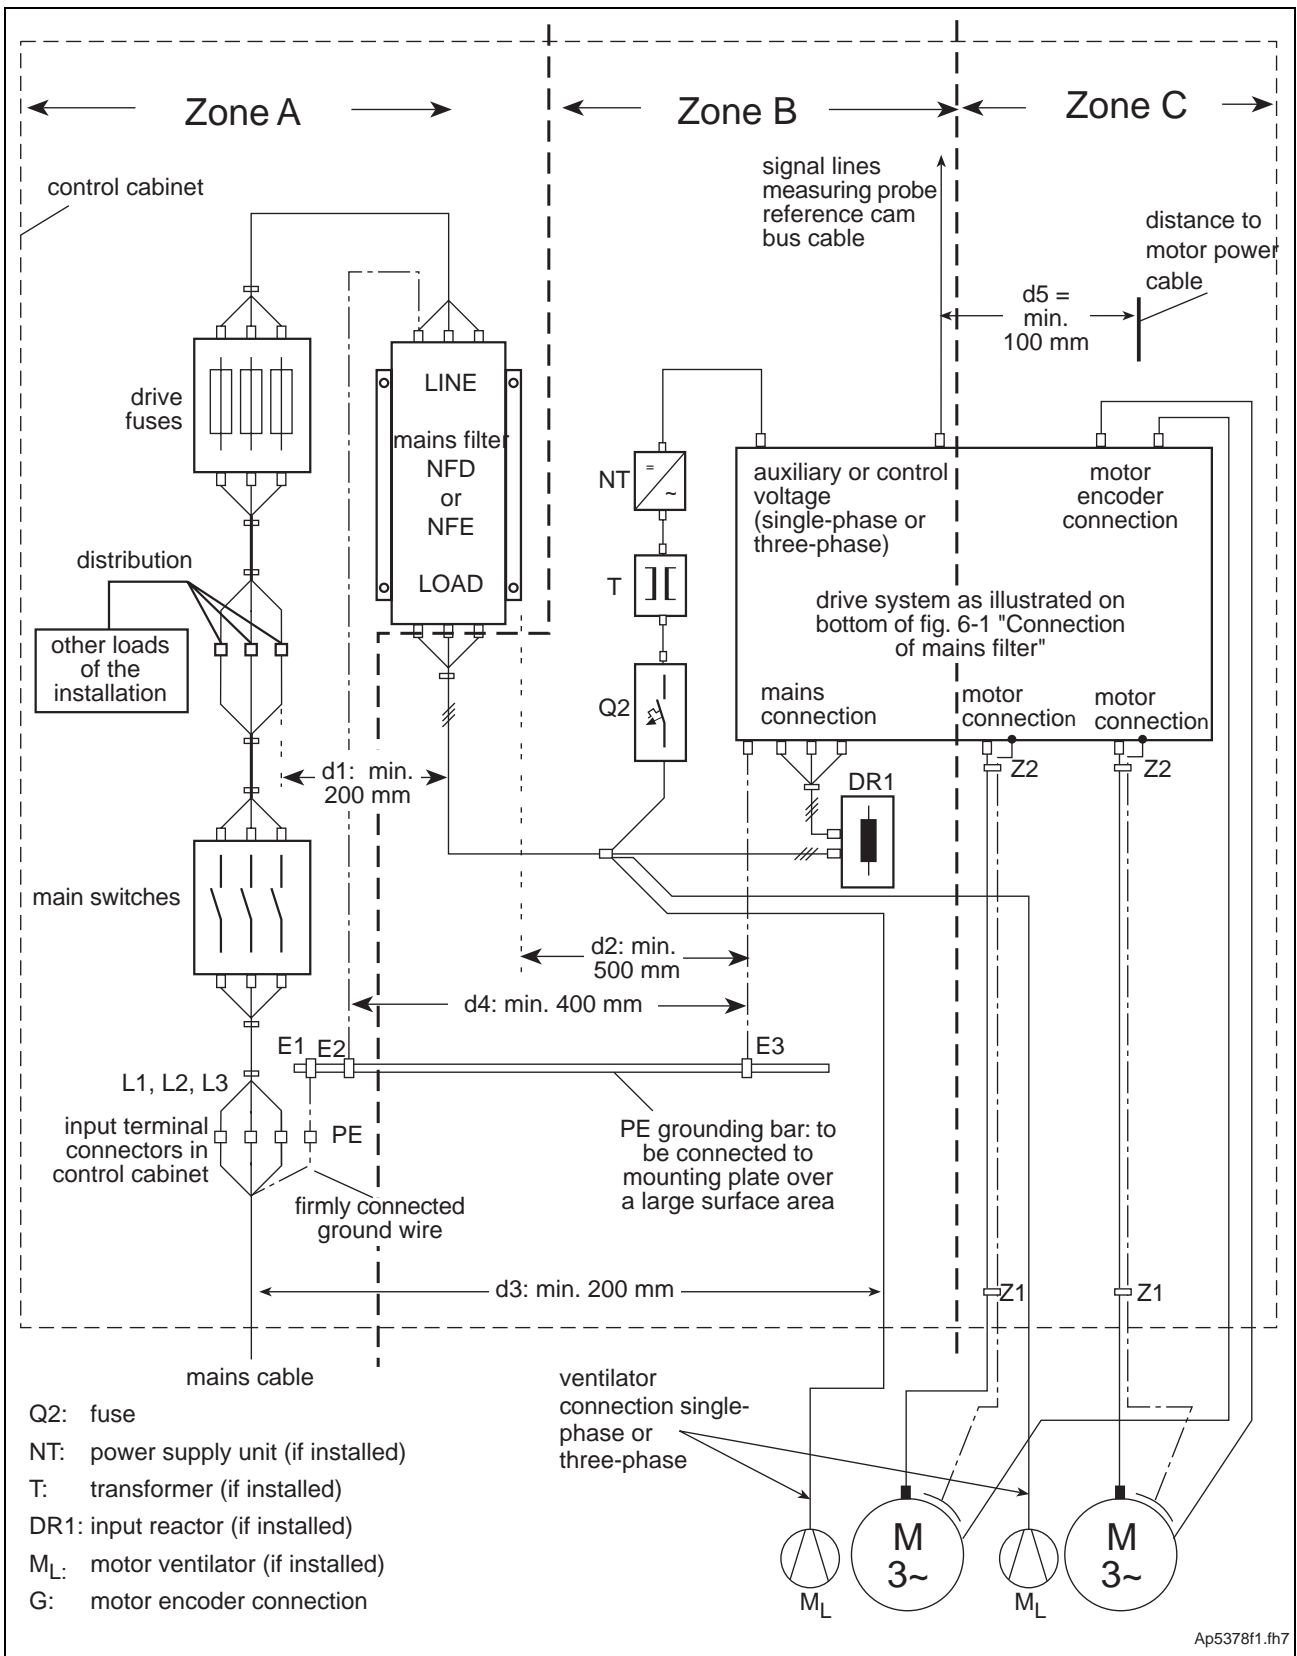 Zone A
Zone B
Zone C
control cabinet
signal lines
measuring probe
reference cam
bus cable
distance to
motor power
cable
d5 =
min.
100 mm
drive
fuses
LINE
mains filter
NFD
or
NFE
LOAD
NT
=
~
T
Q2
auxiliary or control
voltage
(single-phase or
three-phase)
motor
encoder
connection
drive system as illustrated on
bottom of fig. 6-1 "Connection
of mains filter"
mains
connection
motor
connection
motor
connection
distribution
other loads
of the
installation
d1: min.
200 mm
DR1
Z2
Z2
main switches
d2: min.
500 mm
d4: min. 400 mm
E1
E2
E3
L1, L2, L3
input terminal
connectors in
control cabinet
PE
PE grounding bar: to
be connected to
mounting plate over
a large surface area
firmly connected
ground wire
d3: min. 200 mm
Z1
Z1
mains cable
ventilator
connection single-
phase or
three-phase
Q2: fuse
NT: power supply unit (if installed)
T: transformer (if installed)
DR1: input reactor (if installed)
ML: motor ventilator (if installed)
G: motor encoder connection
M
3~
M
3~
ML
ML
Ap5378f1.fh7